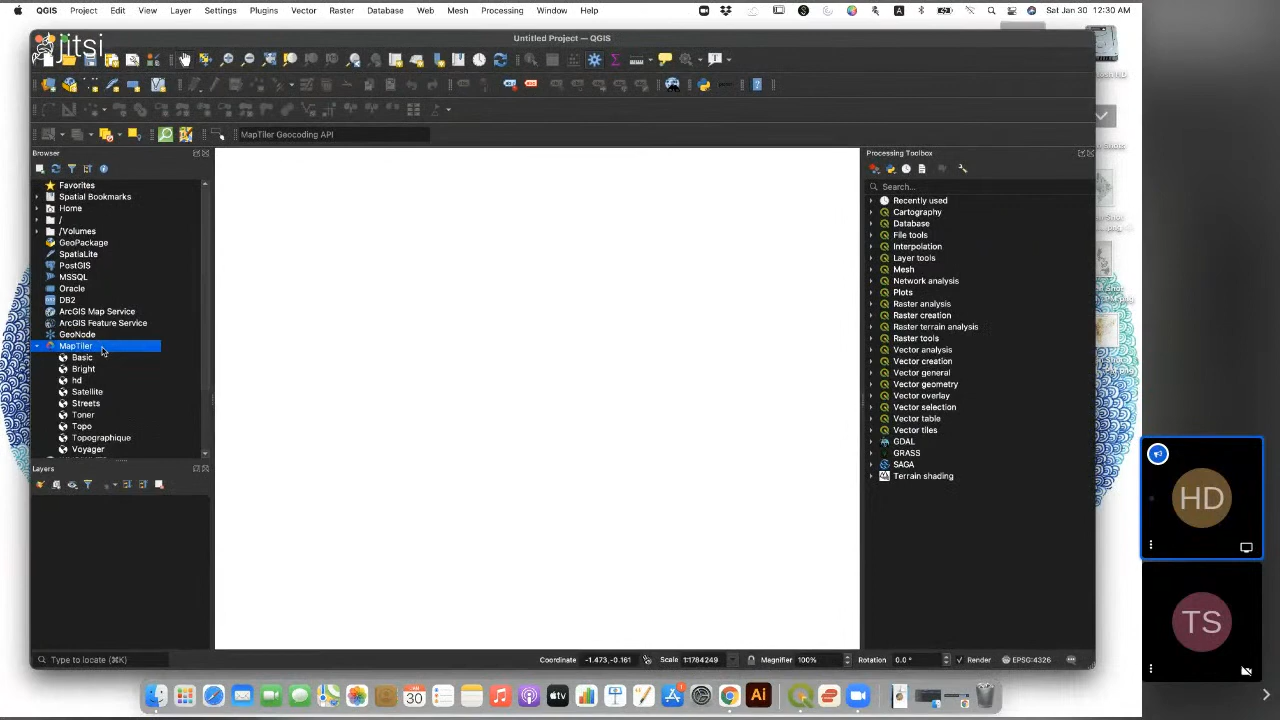 QGIS Project Edit View Layer Settings Plugins Vector Raster Database Web Mesh Processing Window Help Sat Jan 30 12:30 AM
jitsi
Untitled Project — QGIS
MapTiler Geocoding API
Browser
Favorites
Spatial Bookmarks
Home
/
/Volumes
GeoPackage
SpatiaLite
PostGIS
MSSQL
Oracle
DB2
ArcGIS Map Service
ArcGIS Feature Service
GeoNode
MapTiler
Basic
Bright
hd
Satellite
Streets
Toner
Topo
Topographique
Voyager
Layers
Processing Toolbox
Search...
Recently used
Cartography
Database
File tools
Interpolation
Layer tools
Mesh
Network analysis
Plots
Raster analysis
Raster creation
Raster terrain analysis
Raster tools
Vector analysis
Vector creation
Vector general
Vector geometry
Vector overlay
Vector selection
Vector table
Vector tiles
GDAL
GRASS
SAGA
Terrain shading
Type to locate (⌘K) Coordinate -1.473,-0.161 Scale 1:1784249 Magnifier 100% Rotation 0.0 ° Render EPSG:4326
HD
TS
JAN
30
tv
Ai